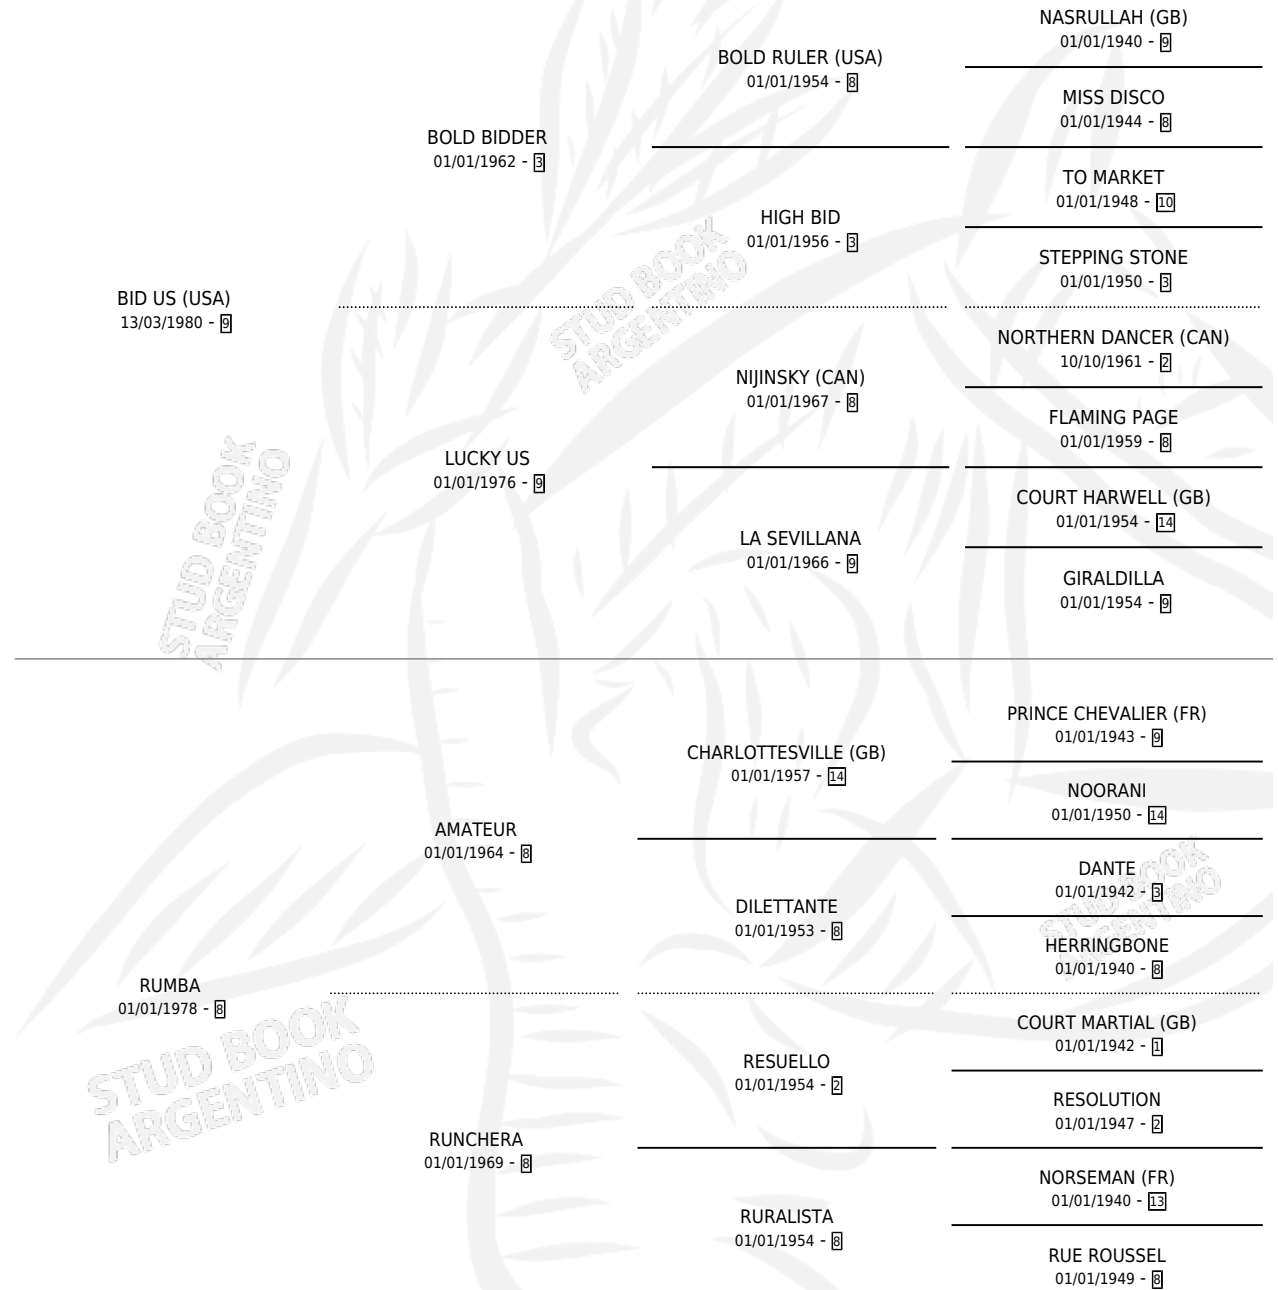 NASRULLAH (GB)
01/01/1940 - 9
BOLD RULER (USA)
01/01/1954 - 8
MISS DISCO
01/01/1944 - 8
BOLD BIDDER
01/01/1962 - 3
TO MARKET
01/01/1948 - 10
HIGH BID
01/01/1956 - 3
STEPPING STONE
01/01/1950 - 3
BID US (USA)
13/03/1980 - 9
NORTHERN DANCER (CAN)
10/10/1961 - 2
NIJINSKY (CAN)
01/01/1967 - 8
FLAMING PAGE
01/01/1959 - 8
LUCKY US
01/01/1976 - 9
COURT HARWELL (GB)
01/01/1954 - 14
LA SEVILLANA
01/01/1966 - 9
GIRALDILLA
01/01/1954 - 9
PRINCE CHEVALIER (FR)
01/01/1943 - 9
CHARLOTTESVILLE (GB)
01/01/1957 - 14
NOORANI
01/01/1950 - 14
AMATEUR
01/01/1964 - 8
DANTE
01/01/1942 - 3
DILETTANTE
01/01/1953 - 8
HERRINGBONE
01/01/1940 - 8
RUMBA
01/01/1978 - 8
COURT MARTIAL (GB)
01/01/1942 - 1
RESUELLO
01/01/1954 - 2
RESOLUTION
01/01/1947 - 2
RUNCHERA
01/01/1969 - 8
NORSEMAN (FR)
01/01/1940 - 13
RURALISTA
01/01/1954 - 8
RUE ROUSSEL
01/01/1949 - 8
STUD BOOK
ARGENTINO
STUD BOOK
ARGENTINO
STUD BOOK
ARGENTINO
STUD BOOK
ARGENTINO